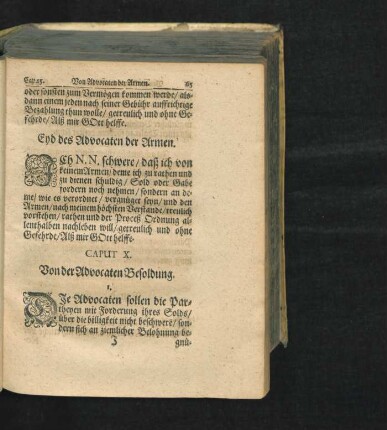 Cap. 25. Von Advocaten der Armen. 65
oder sonsten zum Vermögen kommen werde/ als-
dann einem jeden nach seiner Gebühr auffrichtige
Bezahlung thun wolle/ getreulich und ohne Ge-
fehrde/ Alß mir GOtt helffe.
Eyd des Advocaten der Armen.
ICh N. N. schwere/ daß ich von
keinem Armen/ deme ich zu rathen und
zu dienen schuldig/ Sold oder Gabe
fordern noch nehmen/ sondern an de-
me/ wie es verordnet/ vergnüget seyn/ und den
Armen/ nach meinem höchsten Verstande/ treulich
vorstehen/ rathen und der Proceß Ordnung al-
lenthalben nachleben will/ getreulich und ohne
Gefehrde/ Alß mir GOtt helffe.
CAPUT X.
Von der Advocaten Besoldung.
1.
DIe Advocaten sollen die Par-
theyen mit Forderung ihres Solds/
über die billigkeit nicht beschwere/ son-
dern sich an ziemlicher Belohnung be-
J gnü-